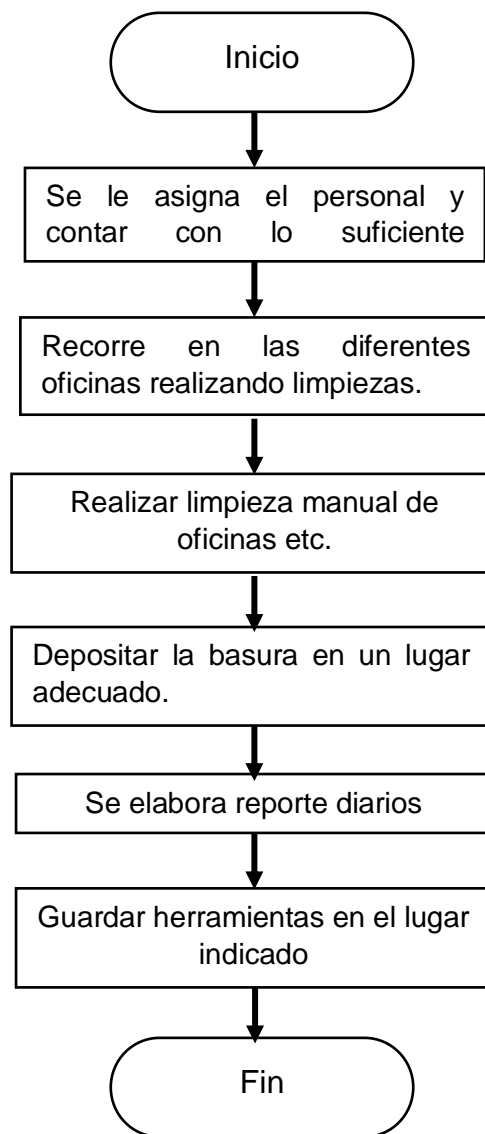 Inicio
Se le asigna el personal y
contar con lo suficiente
Recorre en las diferentes
oficinas realizando limpiezas.
Realizar limpieza manual de
oficinas etc.
Depositar la basura en un lugar
adecuado.
Se elabora reporte diarios
Guardar herramientas en el lugar
indicado
Fin